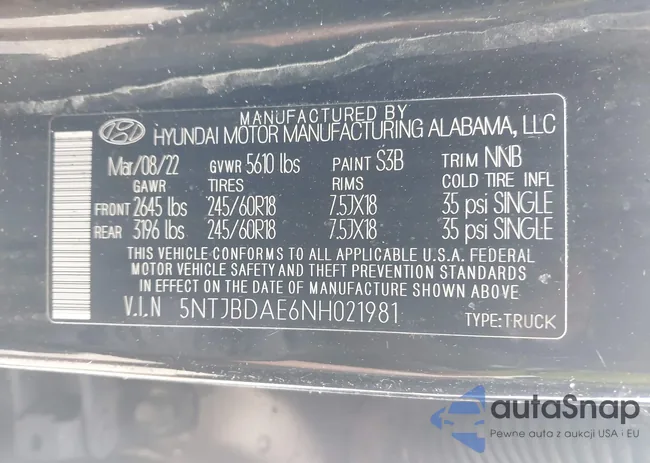 MANUFACTURED BY
HYUNDAI MOTOR MANUFACTURING ALABAMA, LLC
Mar/08/22 GVWR 5610 lbs PAINT S3B TRIM NNB
GAWR TIRES RIMS COLD TIRE INFL
FRONT 2645 lbs 245/60R18 7.5JX18 35 psi SINGLE
REAR 3196 lbs 245/60R18 7.5JX18 35 psi SINGLE
THIS VEHICLE CONFORMS TO ALL APPLICABLE U.S.A. FEDERAL
MOTOR VEHICLE SAFETY AND THEFT PREVENTION STANDARDS
IN EFFECT ON THE DATE OF MANUFACTURE SHOWN ABOVE.
V.I.N 5NTJBDAE6NH021981 TYPE:TRUCK
autaSnap
Pewne auta z aukcji USA i EU